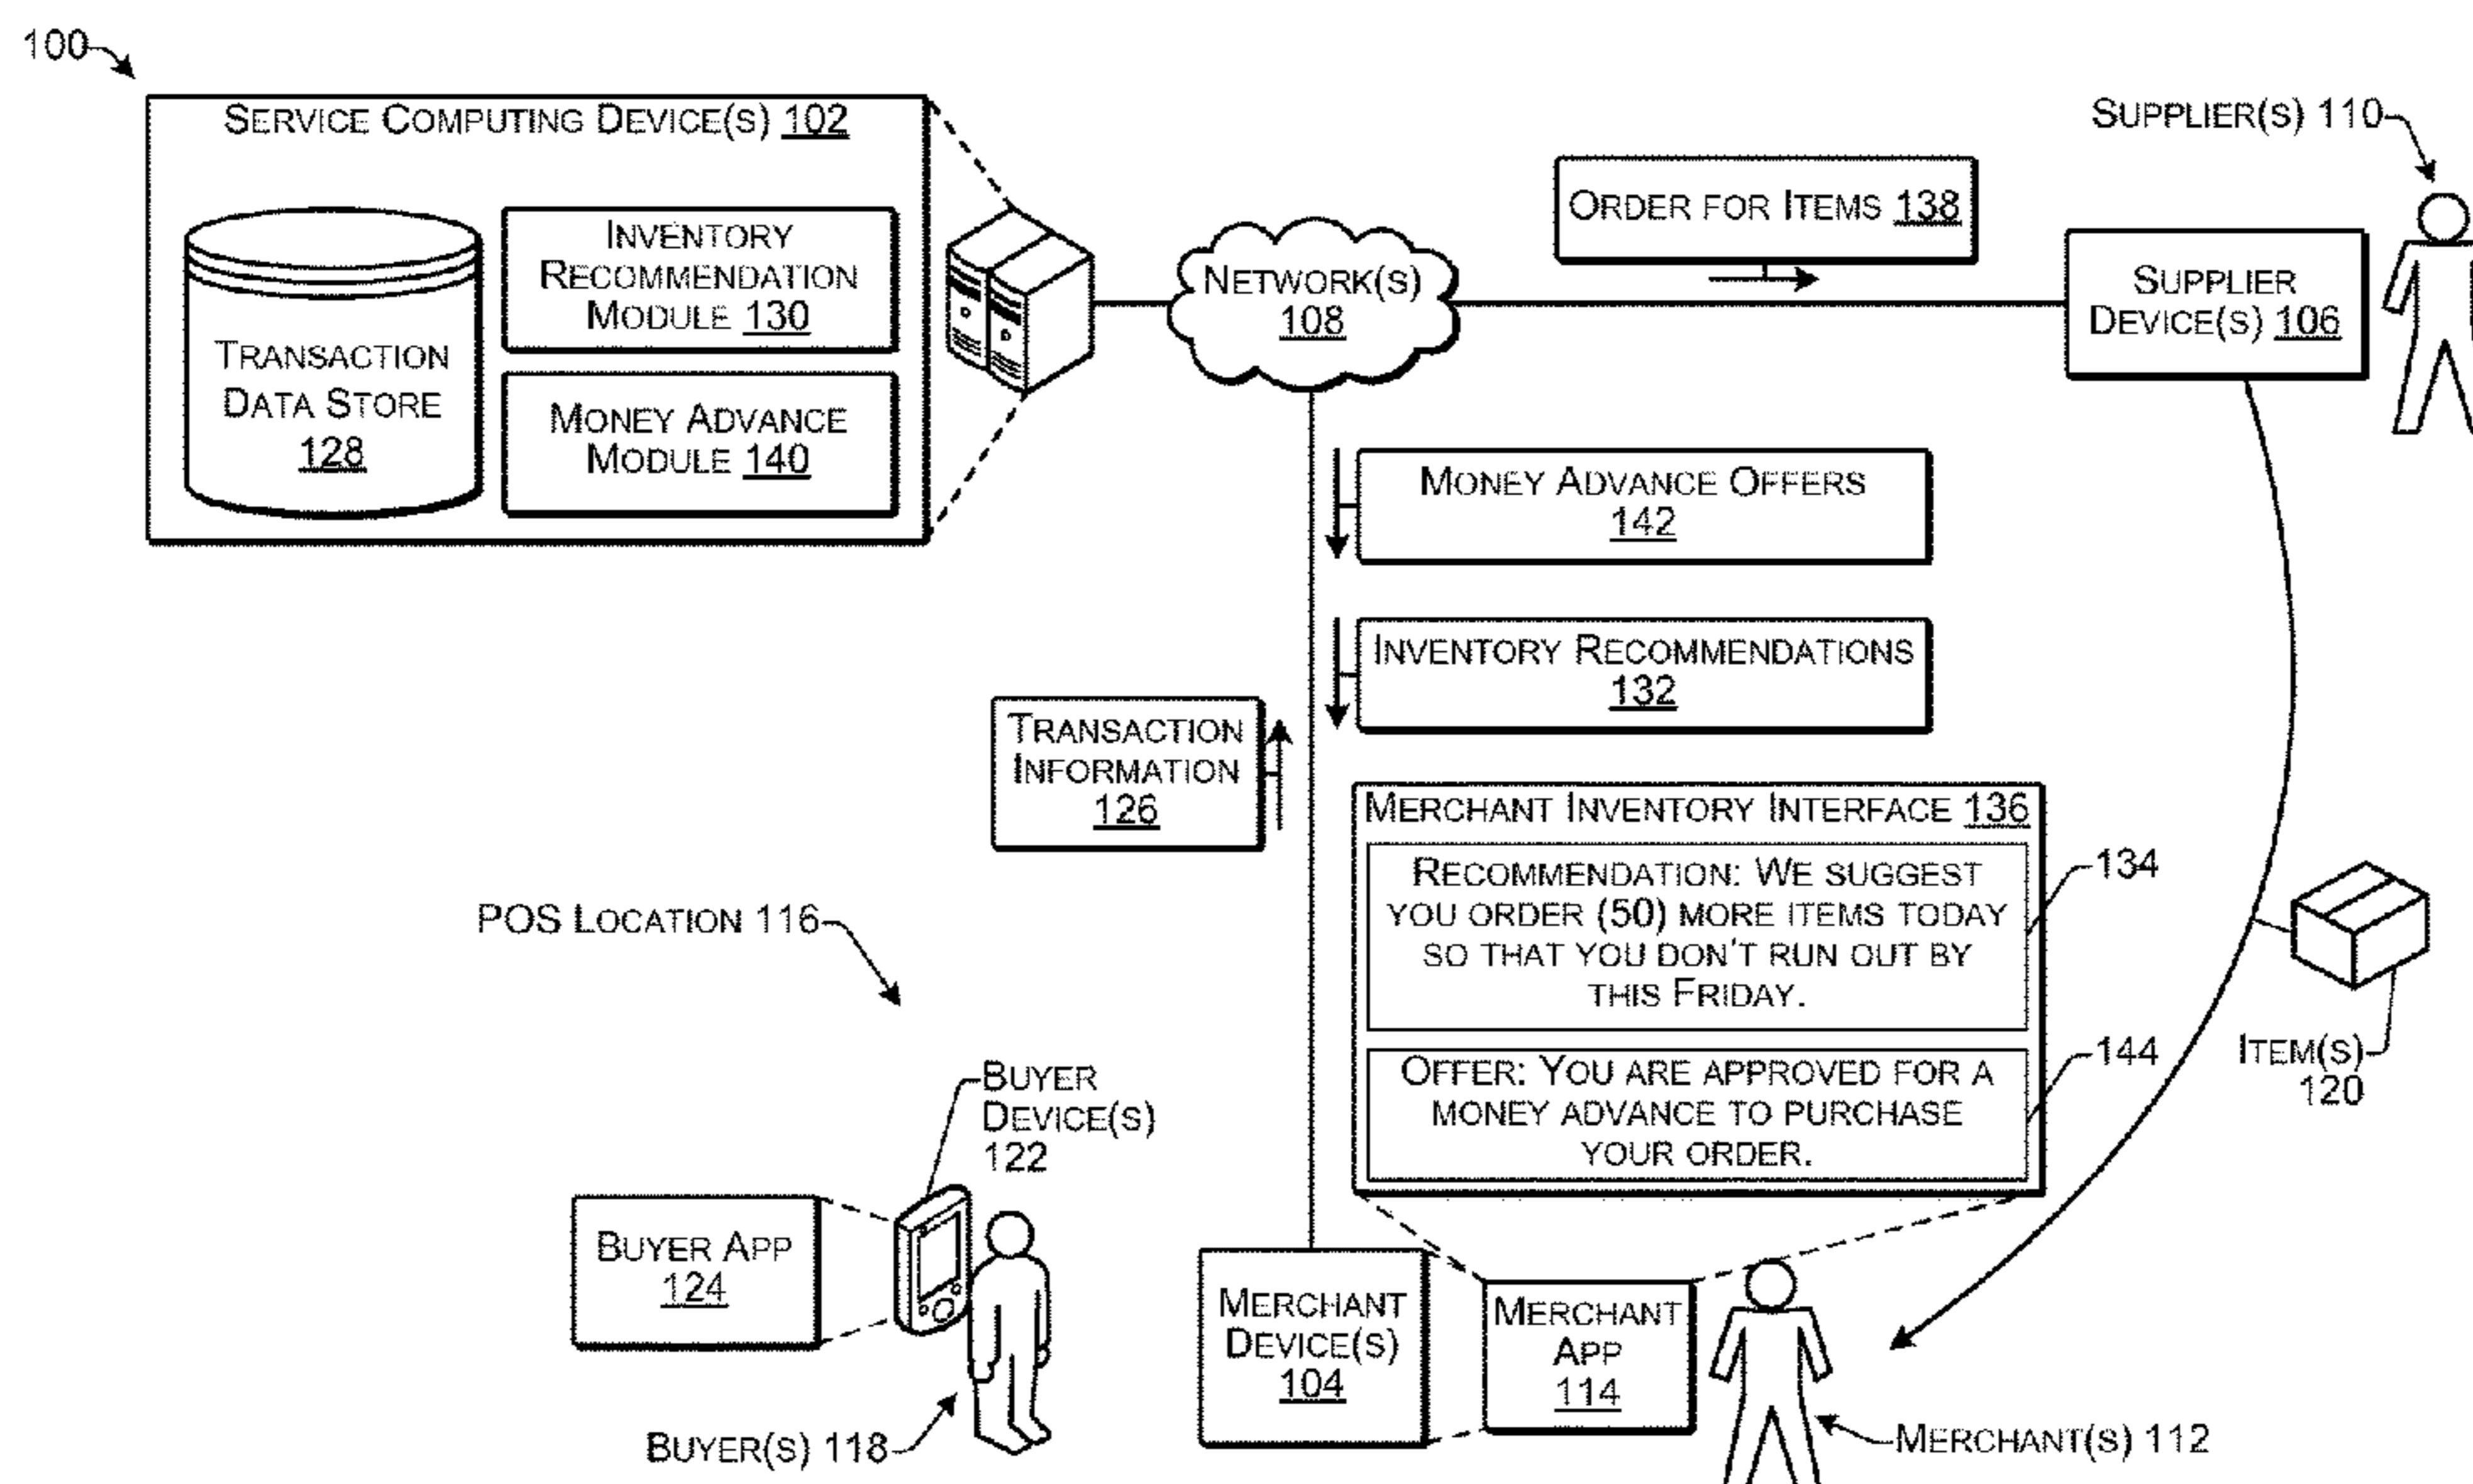 100
SERVICE COMPUTING DEVICE(S) 102
TRANSACTION
DATA STORE
128
INVENTORY
RECOMMENDATION
MODULE 130
MONEY ADVANCE
MODULE 140
NETWORK(S)
108
ORDER FOR ITEMS 138
SUPPLIER(S) 110
SUPPLIER
DEVICE(S) 106
MONEY ADVANCE OFFERS
142
INVENTORY RECOMMENDATIONS
132
TRANSACTION
INFORMATION
126
MERCHANT INVENTORY INTERFACE 136
RECOMMENDATION: WE SUGGEST
YOU ORDER (50) MORE ITEMS TODAY
SO THAT YOU DON'T RUN OUT BY
THIS FRIDAY.
134
OFFER: YOU ARE APPROVED FOR A
MONEY ADVANCE TO PURCHASE
YOUR ORDER.
144
ITEM(S)
120
POS LOCATION 116
BUYER
DEVICE(S)
122
BUYER APP
124
BUYER(S) 118
MERCHANT
DEVICE(S)
104
MERCHANT
APP
114
MERCHANT(S) 112